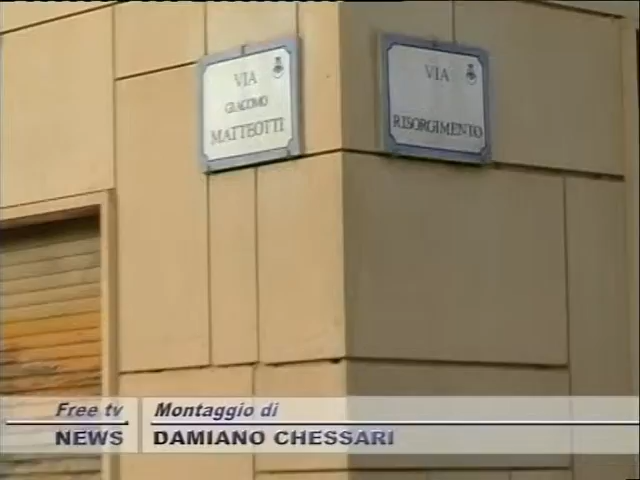 VIA
GIACOMO
MATTEOTTI
VIA
RISORGIMENTO
Free tv
NEWS
Montaggio di
DAMIANO CHESSARI